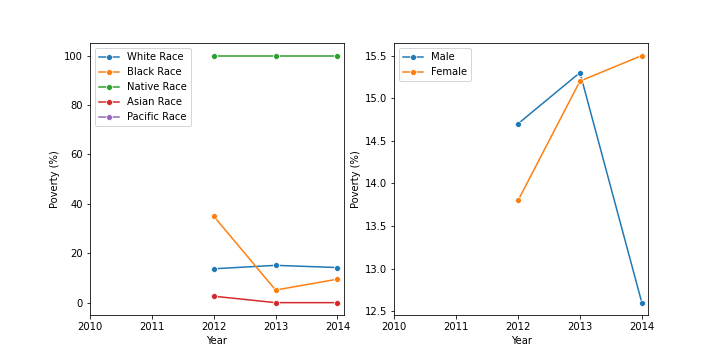 White Race
Black Race
Native Race
Asian Race
Pacific Race
100
80
60
40
20
0
Poverty (%)
2010 2011 2012 2013 2014
Year
Male
Female
15.5
15.0
14.5
14.0
13.5
13.0
12.5
Poverty (%)
2010 2011 2012 2013 2014
Year